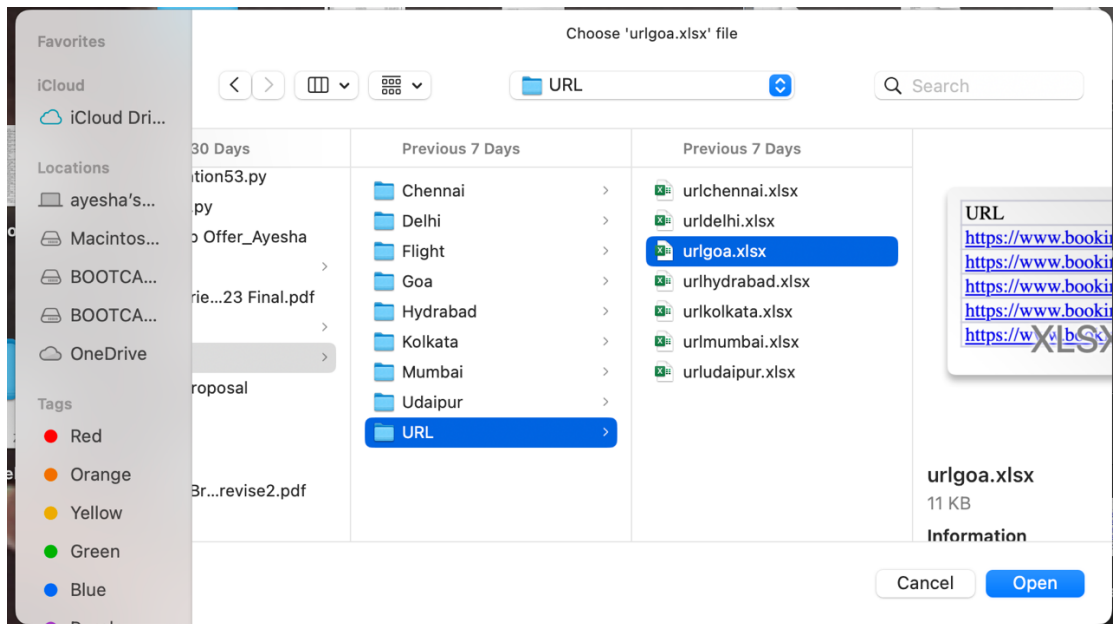 Choose 'urlgoa.xlsx' file
Favorites
iCloud
iCloud Dri...
Locations
ayesha's...
Macintos...
BOOTCA...
BOOTCA...
OneDrive
Tags
Red
Orange
Yellow
Green
Blue
URL
Search
30 Days
tion53.py
.py
Offer_Ayesha
rie...23 Final.pdf
roposal
Br...revise2.pdf
Previous 7 Days
Chennai
Delhi
Flight
Goa
Hydrabad
Kolkata
Mumbai
Udaipur
URL
Previous 7 Days
urlchennai.xlsx
urldelhi.xlsx
urlgoa.xlsx
urlhydrabad.xlsx
urlkolkata.xlsx
urlmumbai.xlsx
urludaipur.xlsx
URL
https://www.bookin
https://www.bookin
https://www.bookin
https://www.bookin
https://www.bookin
XLSX
urlgoa.xlsx
11 KB
Information
Cancel
Open